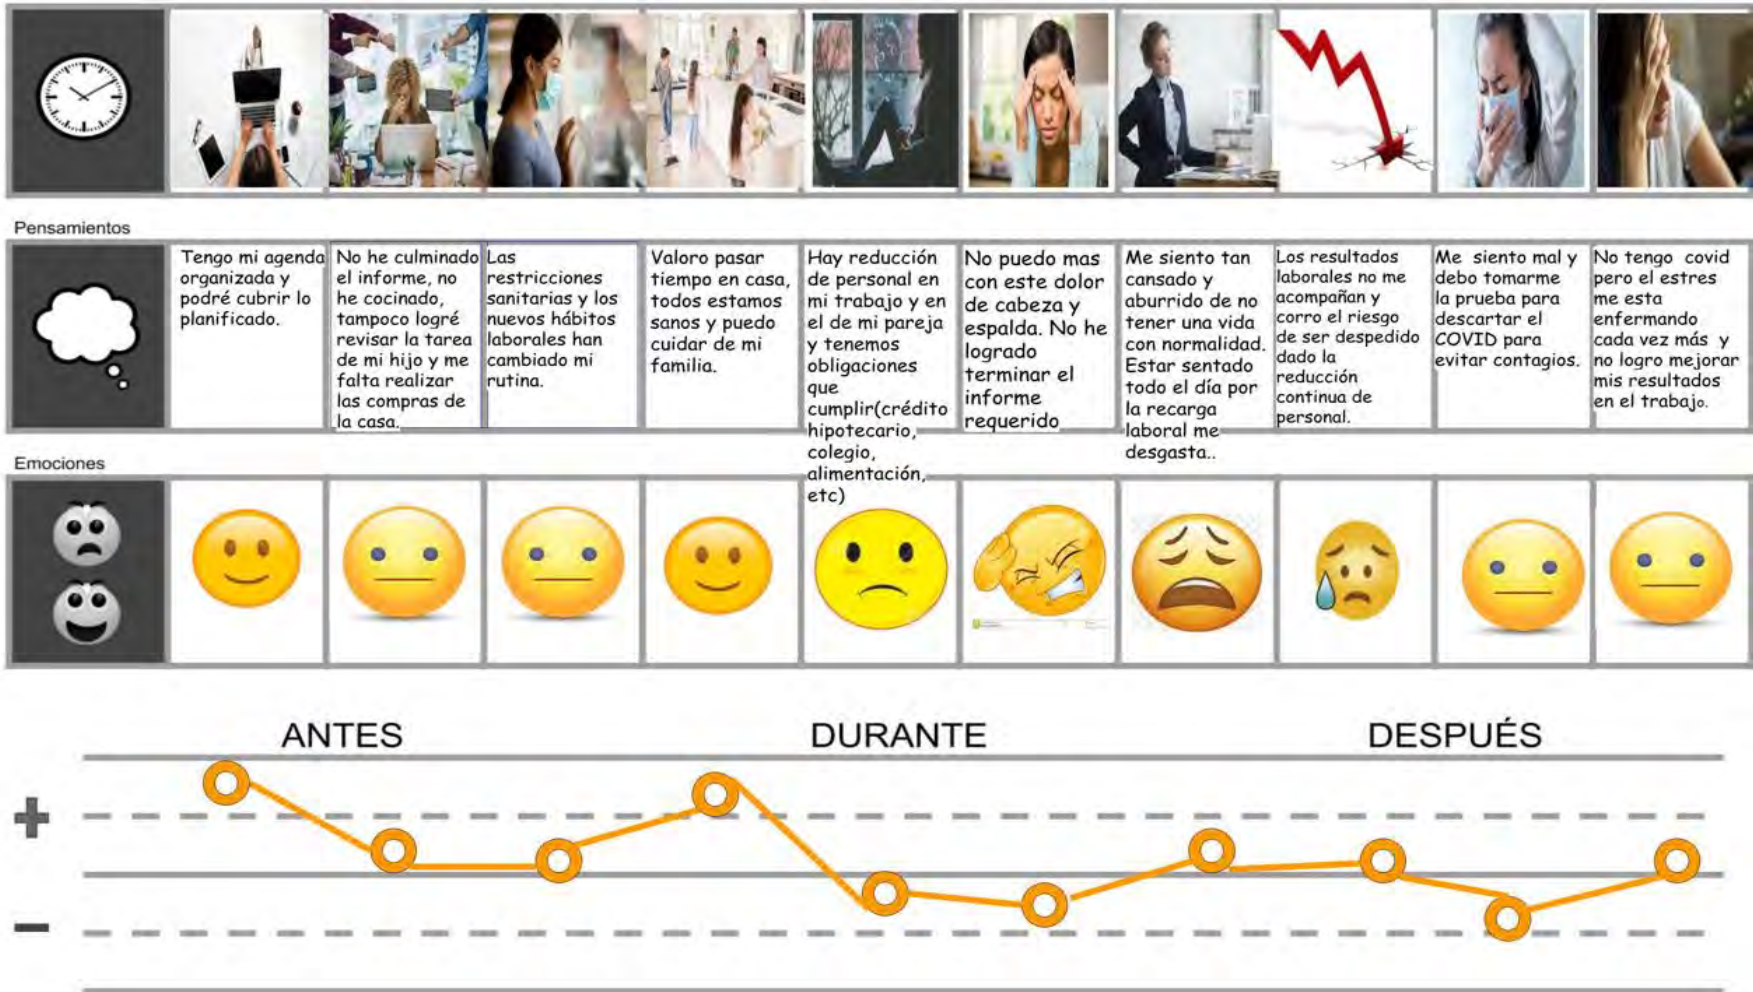 Pensamientos
Tengo mi agenda
organizada y
podré cubrir lo
planificado.
No he culminado
el informe, no
he cocinado,
tampoco logré
revisar la tarea
de mi hijo y me
falta realizar
las compras de
la casa.
Las
restricciones
sanitarias y los
nuevos hábitos
laborales han
cambiado mi
rutina.
Valoro pasar
tiempo en casa,
todos estamos
sanos y puedo
cuidar de mi
familia.
Hay reducción
de personal en
mi trabajo y en
el de mi pareja
y tenemos
obligaciones
que
cumplir(crédito
hipotecario,
colegio,
alimentación,
etc)
No puedo mas
con este dolor
de cabeza y
espalda. No he
logrado
terminar el
informe
requerido
Me siento tan
cansado y
aburrido de no
tener una vida
con normalidad.
Estar sentado
todo el día por
la recarga
laboral me
desgasta..
Los resultados
laborales no me
acompañan y
corro el riesgo
de ser despedido
dado la
reducción
continua de
personal.
Me siento mal y
debo tomarme
la prueba para
descartar el
COVID para
evitar contagios.
No tengo covid
pero el estres
me esta
enfermando
cada vez más y
no logro mejorar
mis resultados
en el trabajo.
Emociones
ANTES
DURANTE
DESPUÉS